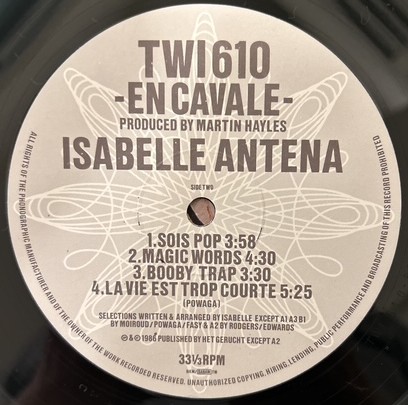 TWI 610
-EN CAVALE-
PRODUCED BY MARTIN HAYLES
ISABELLE ANTENA
SIDE TWO
1. SOIS POP 3:58
2. MAGIC WORDS 4:30
3. BOOBY TRAP 3:30
4. LA VIE EST TROP COURTE 5:25
(POWAGA)
SELECTIONS WRITTEN & ARRANGED BY ISABELLE EXCEPT A1 A3 B1
BY MOIROUD/POWAGA/FASY & A2 BY RODGERS/EDWARDS
℗ & © 1986 PUBLISHED BY HET GERUCHT EXCEPT A2
33⅓ RPM
ALL RIGHTS OF THE PHONOGRAPHIC MANUFACTURER AND OF THE OWNER OF THE WORK RECORDED RESERVED. UNAUTHORIZED COPYING, HIRING, LENDING, PUBLIC PERFORMANCE AND BROADCASTING OF THIS RECORD PROHIBITED